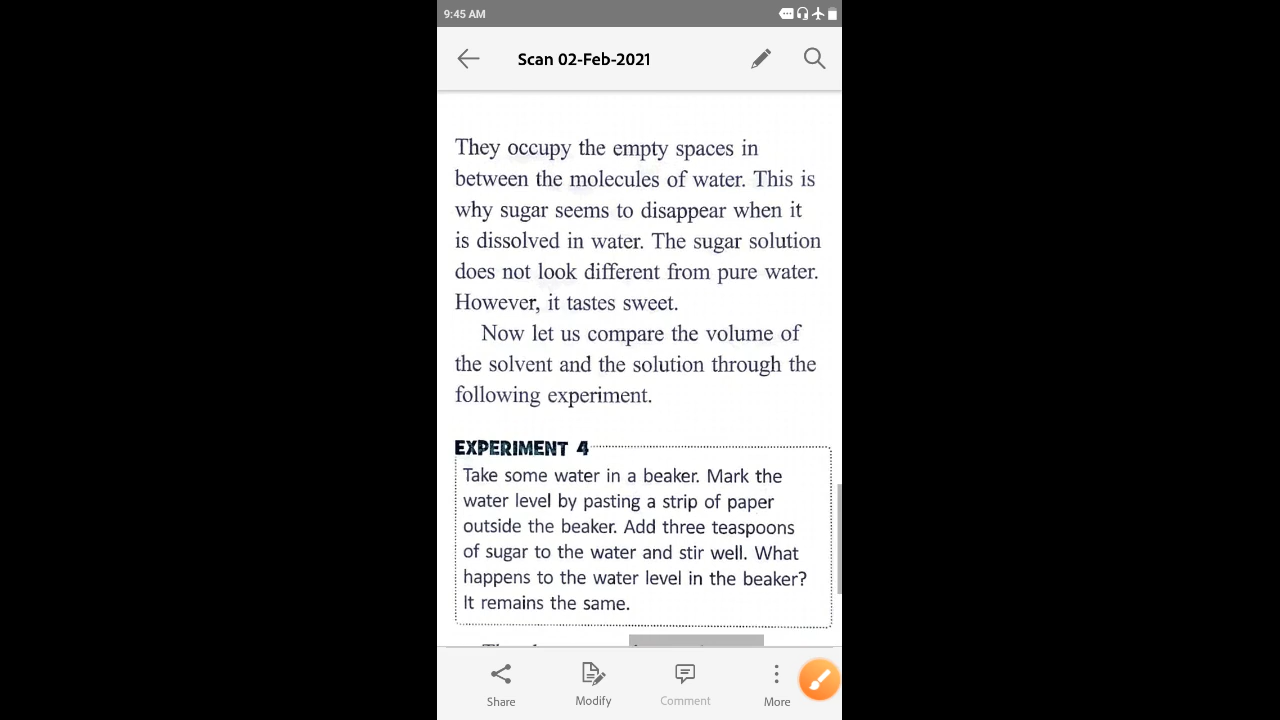 9:45 AM
Scan 02-Feb-2021
They occupy the empty spaces in
between the molecules of water. This is
why sugar seems to disappear when it
is dissolved in water. The sugar solution
does not look different from pure water.
However, it tastes sweet.
Now let us compare the volume of
the solvent and the solution through the
following experiment.
EXPERIMENT 4
Take some water in a beaker. Mark the
water level by pasting a strip of paper
outside the beaker. Add three teaspoons
of sugar to the water and stir well. What
happens to the water level in the beaker?
It remains the same.
Share
Modify
Comment
More